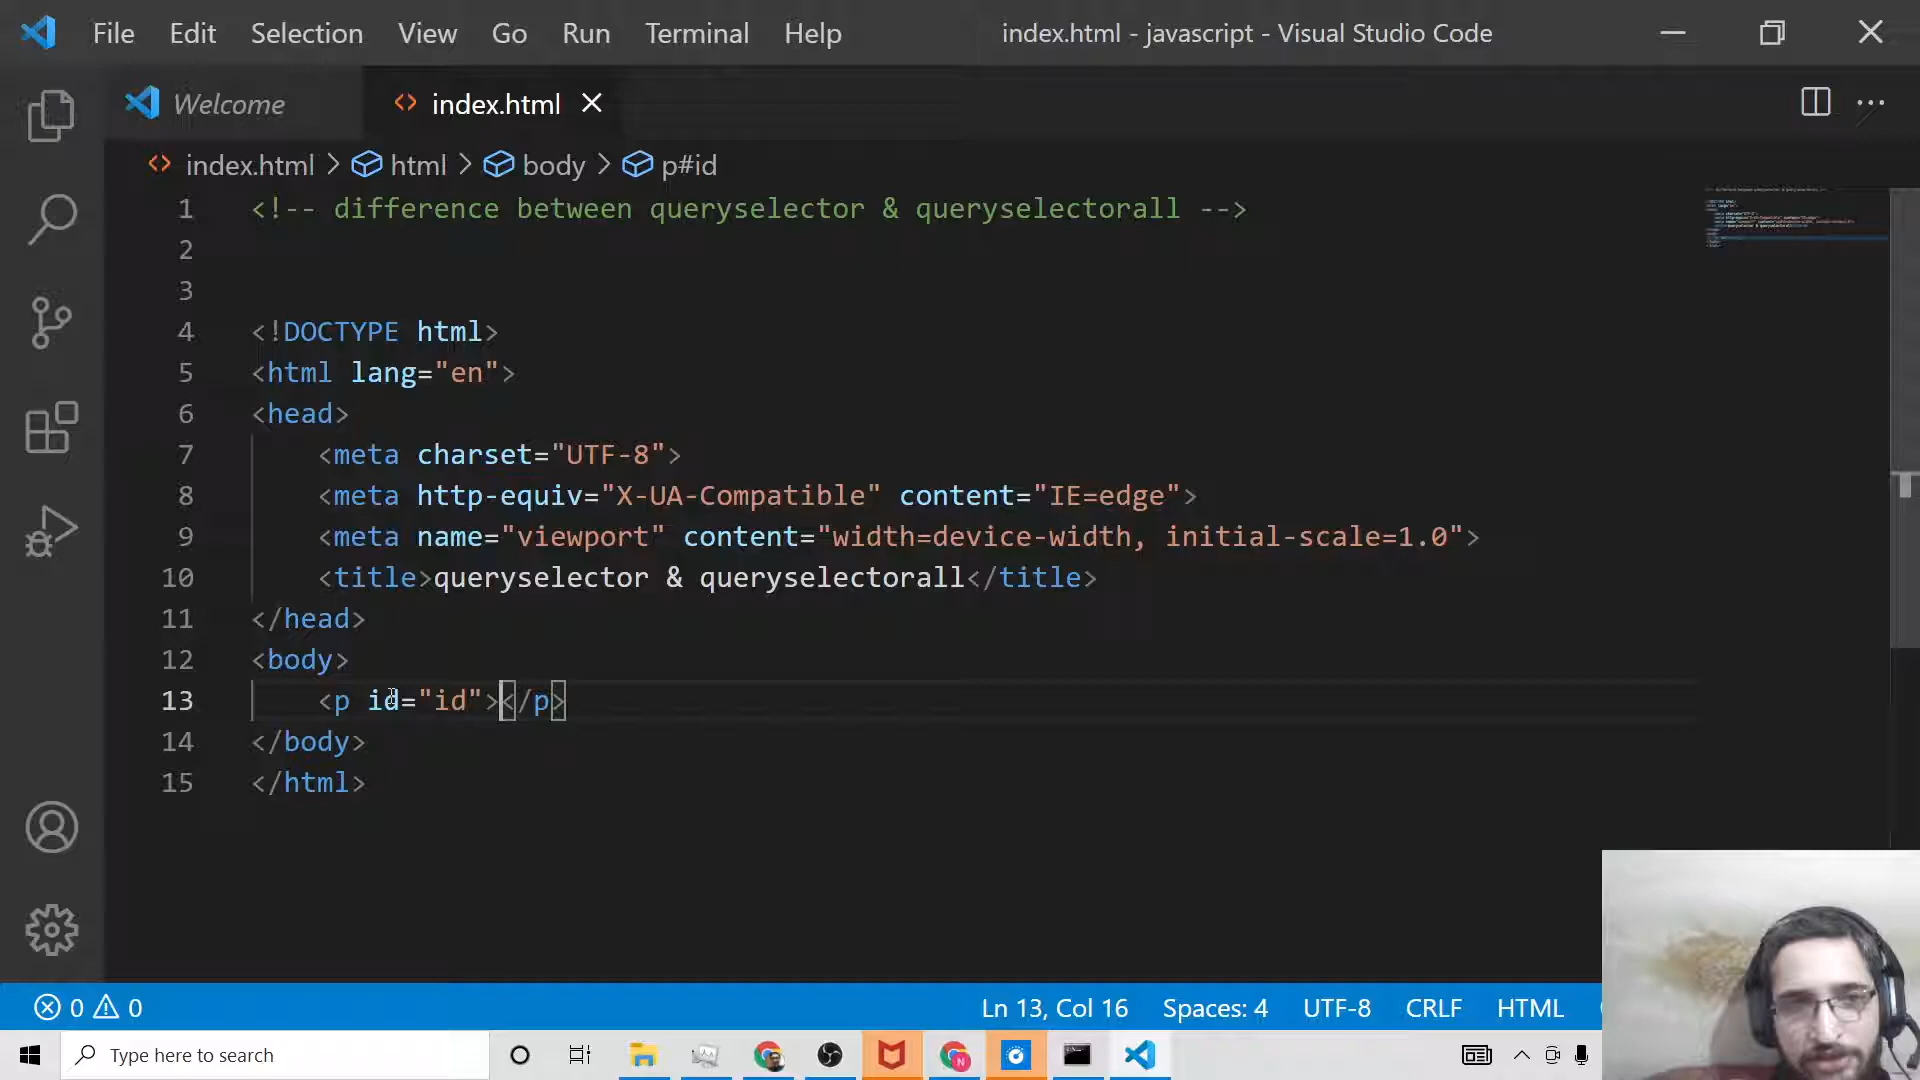 File Edit Selection View Go Run Terminal Help index.html - javascript - Visual Studio Code
Welcome index.html
index.html > html > body > p#id
1 <!-- difference between queryselector & queryselectorall -->
2
3
4 <!DOCTYPE html>
5 <html lang="en">
6 <head>
7 <meta charset="UTF-8">
8 <meta http-equiv="X-UA-Compatible" content="IE=edge">
9 <meta name="viewport" content="width=device-width, initial-scale=1.0">
10 <title>queryselector & queryselectorall</title>
11 </head>
12 <body>
13 <p id="id"></p>
14 </body>
15 </html>
0 0 Ln 13, Col 16 Spaces: 4 UTF-8 CRLF HTML
Type here to search